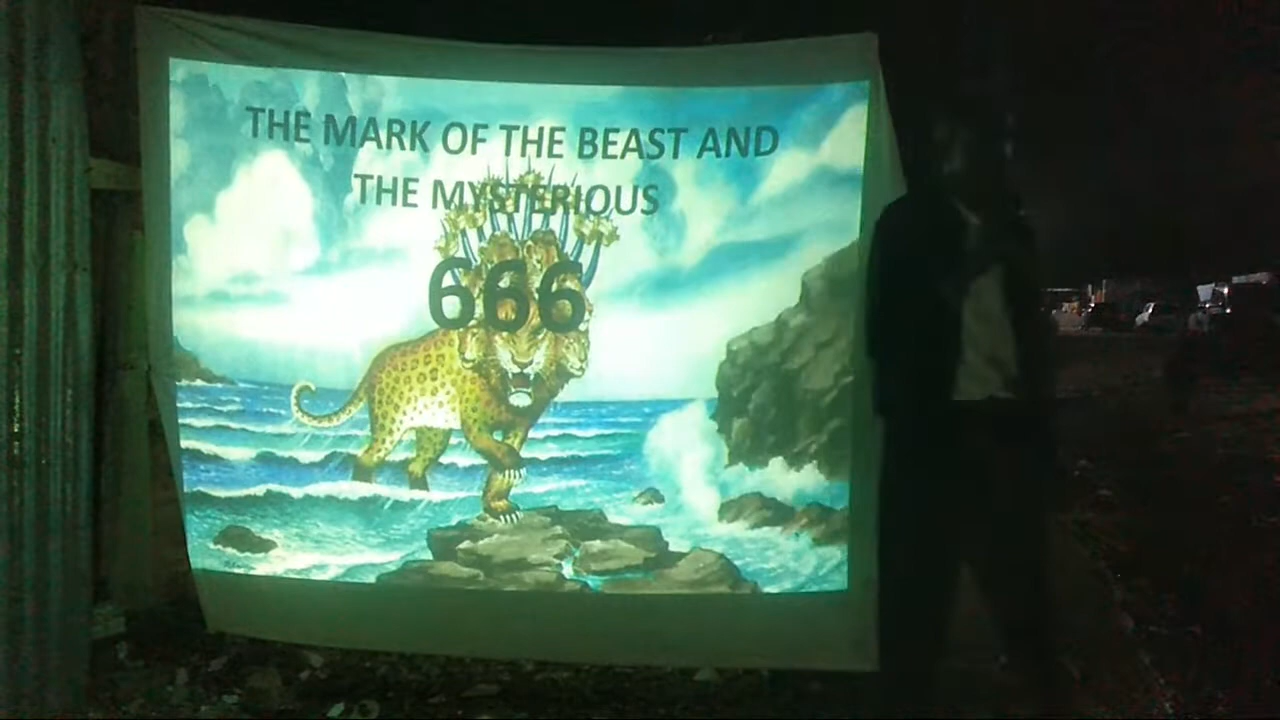 THE MARK OF THE BEAST AND
THE MYSTERIOUS
666